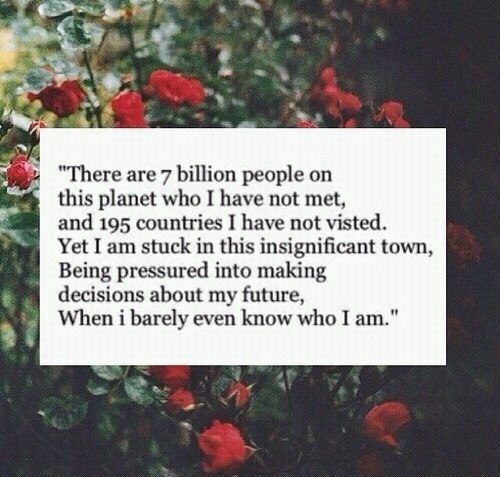 "There are 7 billion people on
this planet who I have not met,
and 195 countries I have not visted.
Yet I am stuck in this insignificant town,
Being pressured into making
decisions about my future,
When i barely even know who I am."